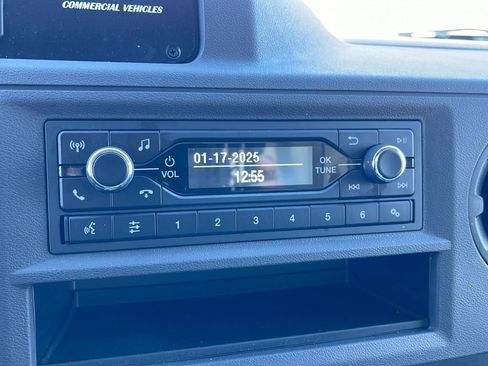 COMMERCIAL VEHICLES
01-17-2025
12:55
VOL
OK
TUNE
1 2 3 4 5 6